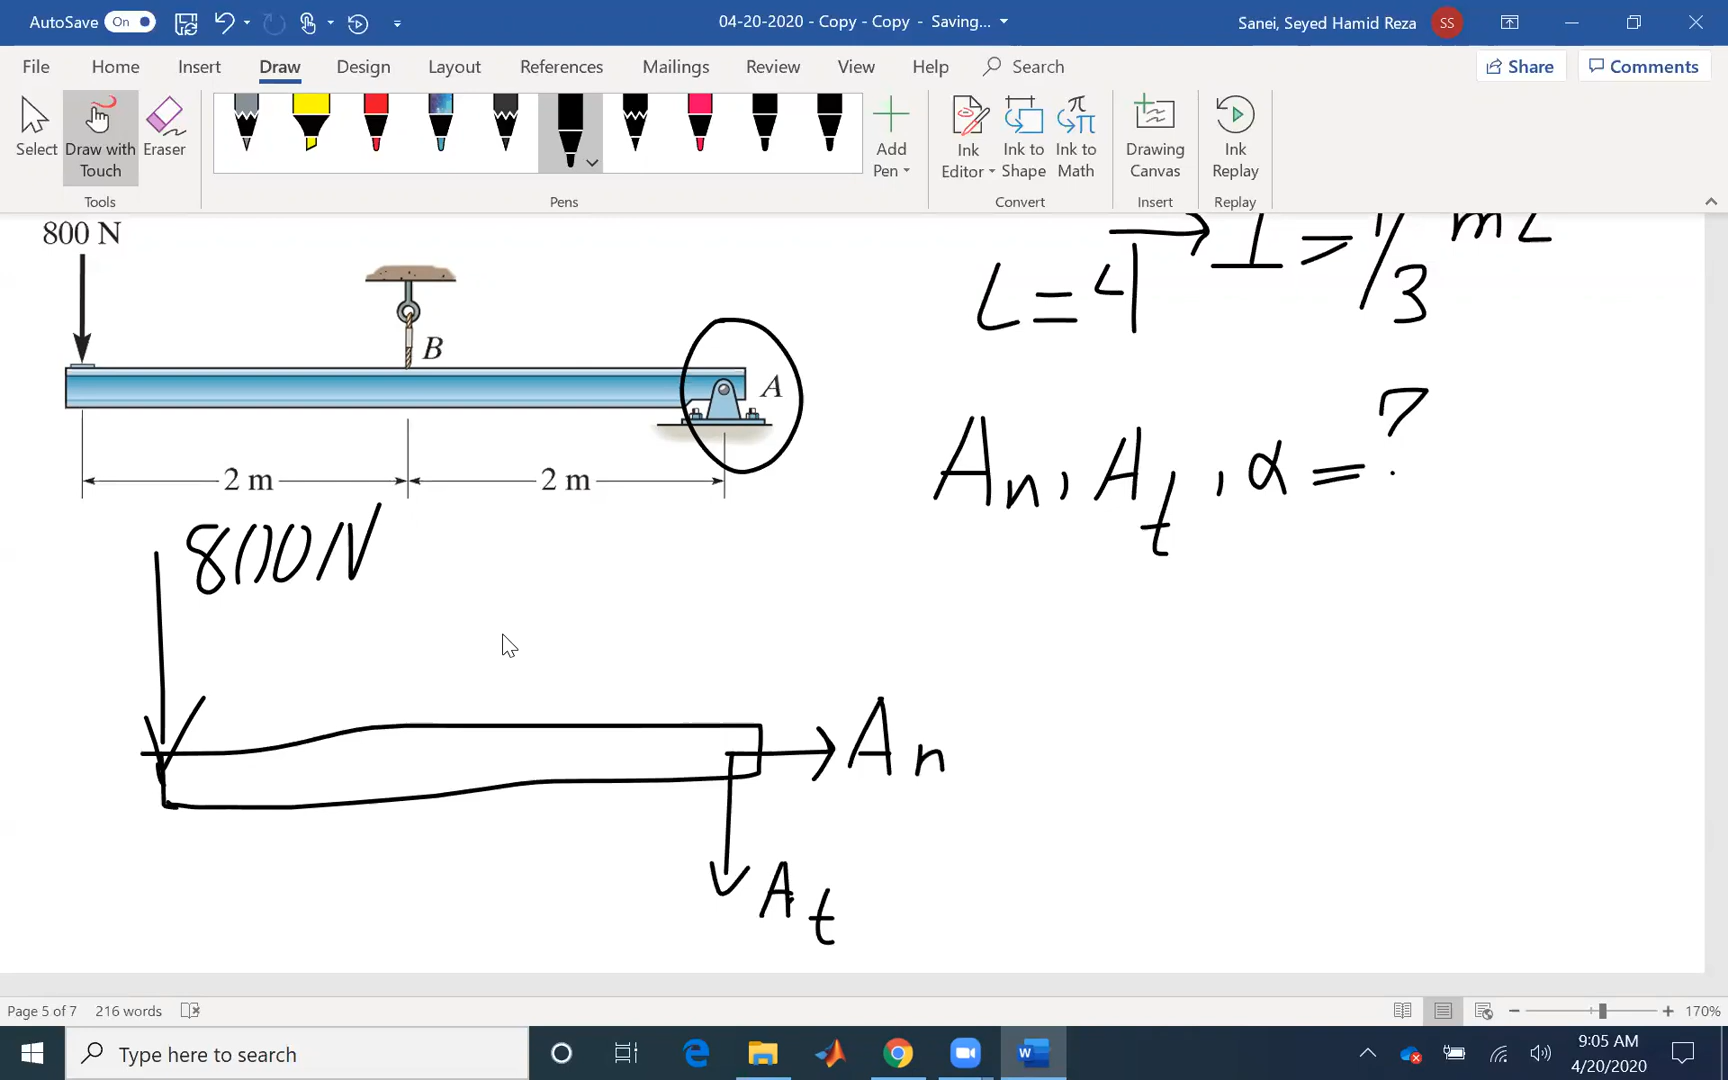 AutoSave On
04-20-2020 - Copy - Copy - Saving...
Sanei, Seyed Hamid Reza SS
File Home Insert Draw Design Layout References Mailings Review View Help Search Share Comments
Select
Draw with Touch
Eraser
Add Pen
Ink Editor
Ink to Shape
Ink to Math
Drawing Canvas
Ink Replay
Tools Pens Convert Insert Replay
800 N
B
A
2 m 2 m
L = 4 I = 1/3 mL
An, At, α = ?
800N
An
At
Page 5 of 7 216 words 170%
Type here to search
9:05 AM
4/20/2020